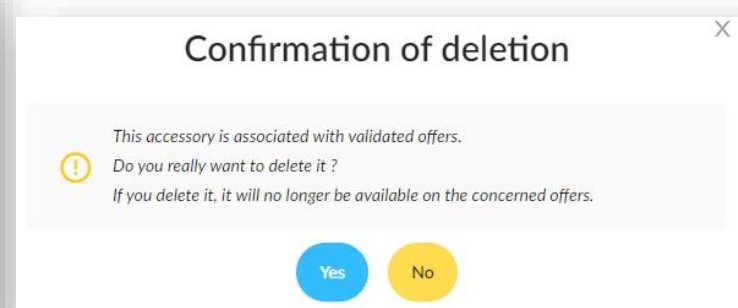 Confirmation of deletion
This accessory is associated with validated offers.
Do you really want to delete it ?
If you delete it, it will no longer be available on the concerned offers.
Yes
No